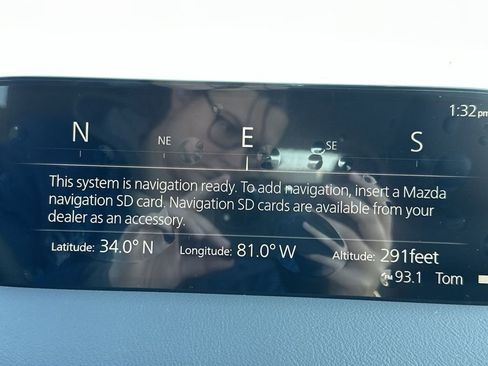 1:32 pm
N NE E SE S
This system is navigation ready. To add navigation, insert a Mazda
navigation SD card. Navigation SD cards are available from your
dealer as an accessory.
Latitude: 34.0° N Longitude: 81.0° W Altitude: 291feet
FM 93.1 Tom